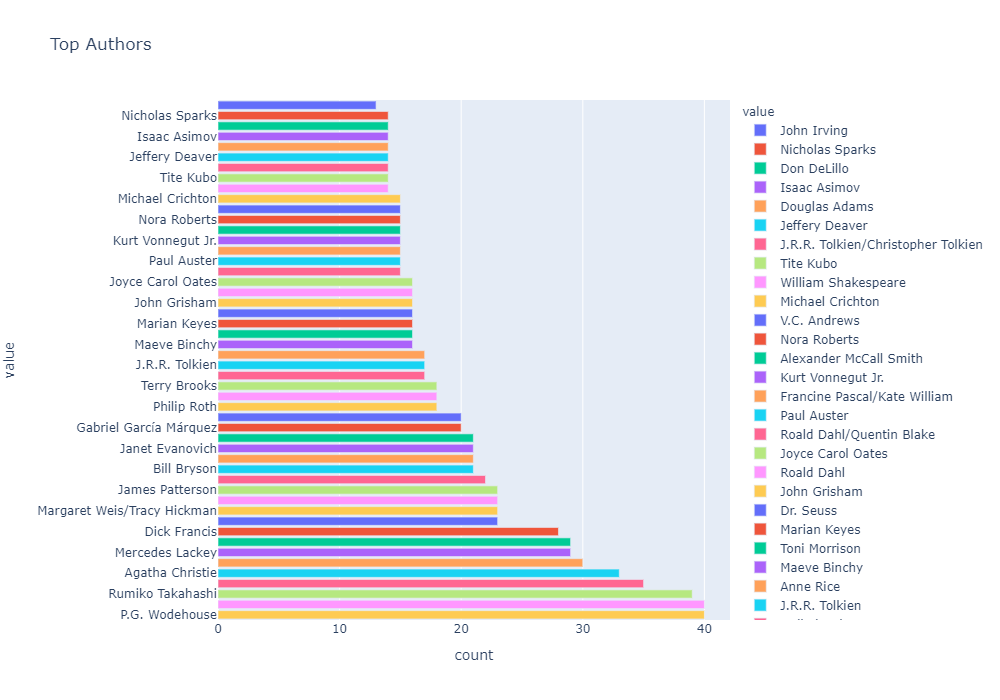 Top Authors
value
Nicholas Sparks
Isaac Asimov
Jeffery Deaver
Tite Kubo
Michael Crichton
Nora Roberts
Kurt Vonnegut Jr.
Paul Auster
Joyce Carol Oates
John Grisham
Marian Keyes
Maeve Binchy
J.R.R. Tolkien
Terry Brooks
Philip Roth
Gabriel García Márquez
Janet Evanovich
Bill Bryson
James Patterson
Margaret Weis/Tracy Hickman
Dick Francis
Mercedes Lackey
Agatha Christie
Rumiko Takahashi
P.G. Wodehouse
0 10 20 30 40
count
value
John Irving
Nicholas Sparks
Don DeLillo
Isaac Asimov
Douglas Adams
Jeffery Deaver
J.R.R. Tolkien/Christopher Tolkien
Tite Kubo
William Shakespeare
Michael Crichton
V.C. Andrews
Nora Roberts
Alexander McCall Smith
Kurt Vonnegut Jr.
Francine Pascal/Kate William
Paul Auster
Roald Dahl/Quentin Blake
Joyce Carol Oates
Roald Dahl
John Grisham
Dr. Seuss
Marian Keyes
Toni Morrison
Maeve Binchy
Anne Rice
J.R.R. Tolkien